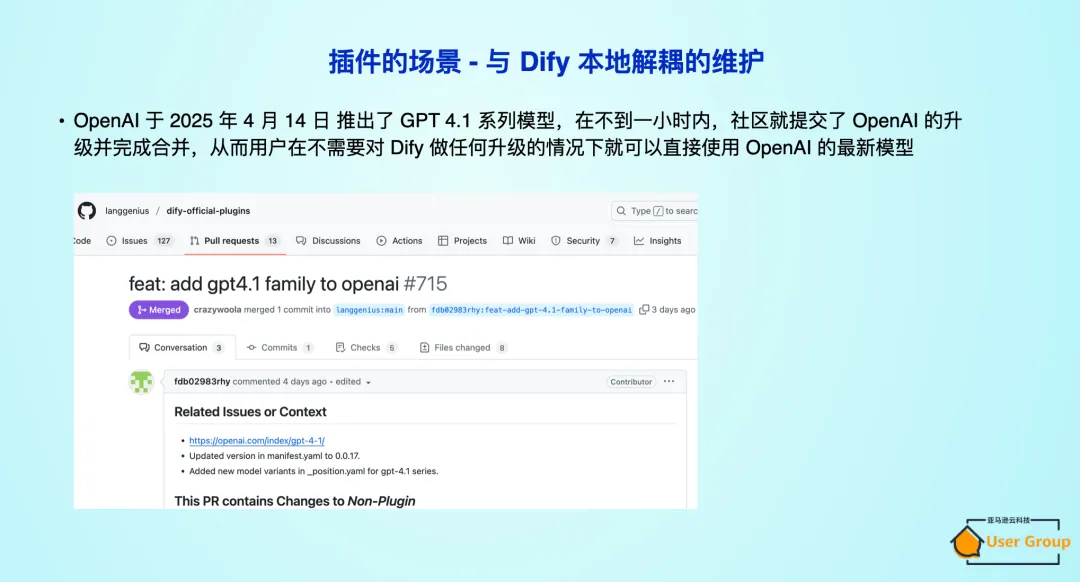 插件的场景 - 与 Dify 本地解耦的维护
• OpenAI 于 2025 年 4 月 14 日 推出了 GPT 4.1 系列模型，在不到一小时内，社区就提交了 OpenAI 的升
级并完成合并，从而用户在不需要对 Dify 做任何升级的情况下就可以直接使用 OpenAI 的最新模型
langgenius / dify-official-plugins
Type / to searc
Code Issues 127 Pull requests 13 Discussions Actions Projects Wiki Security 7 Insights
feat: add gpt4.1 family to openai #715
Merged crazywoola merged 1 commit into langgenius:main from fdb02983rhy:feat-add-gpt-4.1-family-to-openai 3 days ago
Conversation 3 Commits 1 Checks 5 Files changed 8
fdb02983rhy commented 4 days ago • edited Contributor ...
Related Issues or Context
• https://openai.com/index/gpt-4-1/
• Updated version in manifest.yaml to 0.0.17.
• Added new model variants in _position.yaml for gpt-4.1 series.
This PR contains Changes to Non-Plugin
亚马逊云科技
User Group